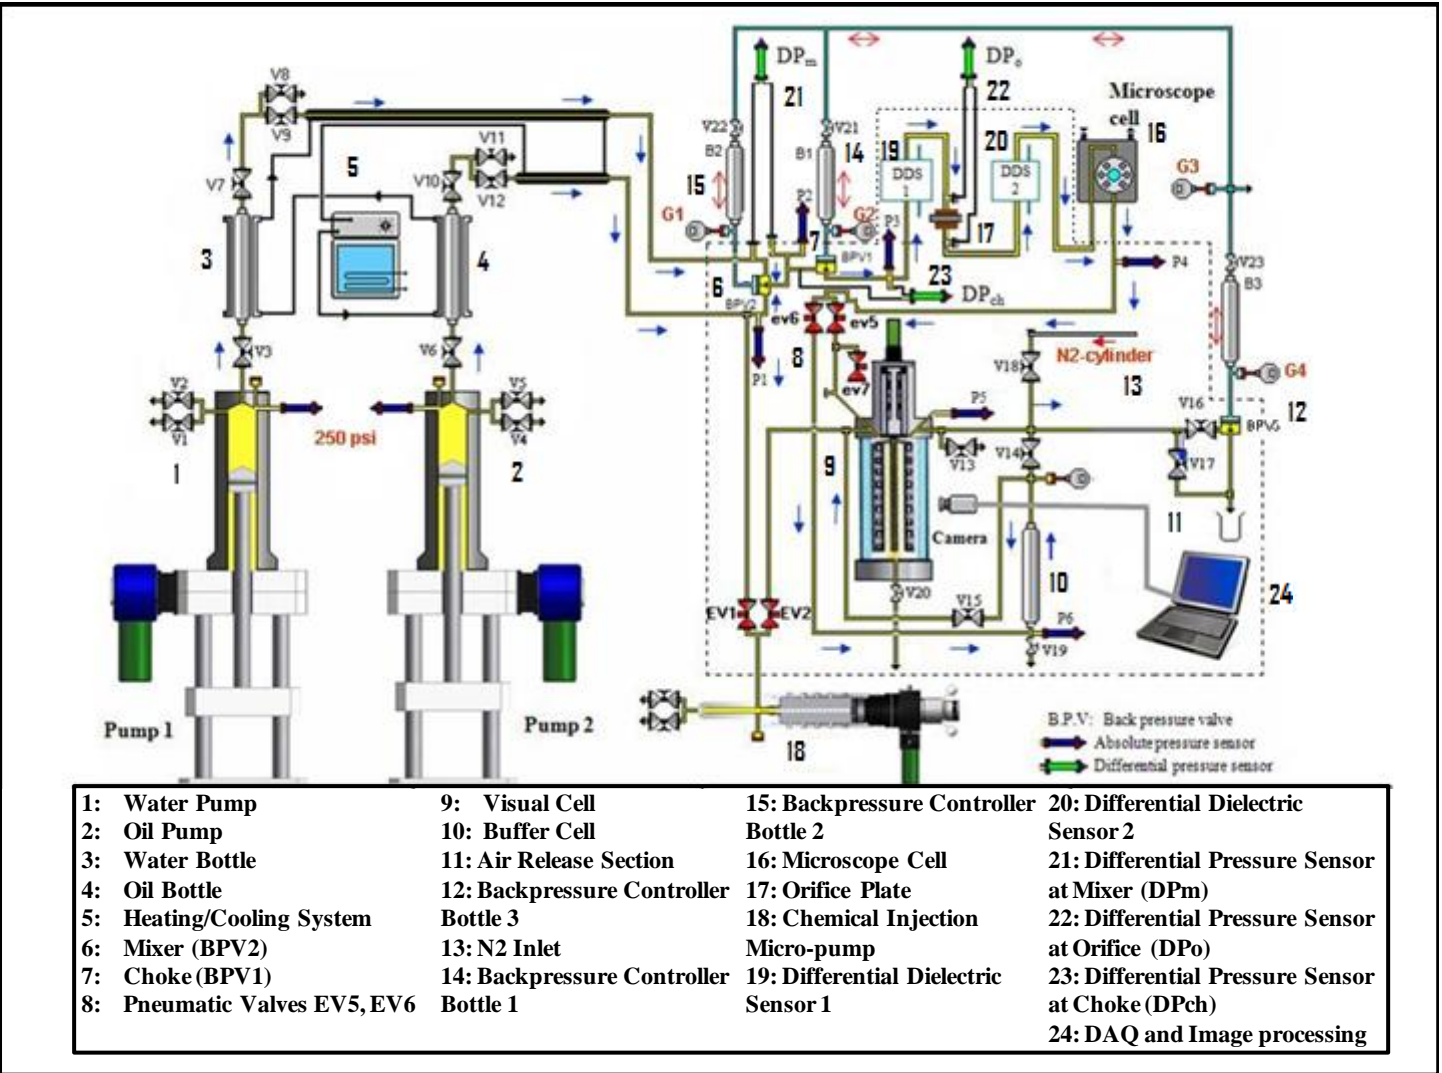 DPm
DPo
21
22
Microscope
cell
16
V8
V9
V11
V12
V10
V7
5
V22
B2
15
V21
B1
14
19
DDS
1
20
DDS
2
G3
G1
P2
G2
P3
17
3
4
7
BPV1
6
BPV2
23
DPch
P4
V23
B3
ev6
ev5
8
ev7
P1
N2-cylinder
13
V18
G4
12
V3
V6
V2
V1
V5
V4
250 psi
1
2
P5
V16
BPV3
9
V13
V14
V17
11
Camera
V20
V15
10
24
EV1
EV2
P6
V19
Pump 1
Pump 2
18
B.P.V: Back pressure valve
Absolute pressure sensor
Differential pressure sensor
1: Water Pump
2: Oil Pump
3: Water Bottle
4: Oil Bottle
5: Heating/Cooling System
6: Mixer (BPV2)
7: Choke (BPV1)
8: Pneumatic Valves EV5, EV6
9: Visual Cell
10: Buffer Cell
11: Air Release Section
12: Backpressure Controller
Bottle 3
13: N2 Inlet
14: Backpressure Controller
Bottle 1
15: Backpressure Controller
Bottle 2
16: Microscope Cell
17: Orifice Plate
18: Chemical Injection
Micro-pump
19: Differential Dielectric
Sensor 1
20: Differential Dielectric
Sensor 2
21: Differential Pressure Sensor
at Mixer (DPm)
22: Differential Pressure Sensor
at Orifice (DPo)
23: Differential Pressure Sensor
at Choke (DPch)
24: DAQ and Image processing